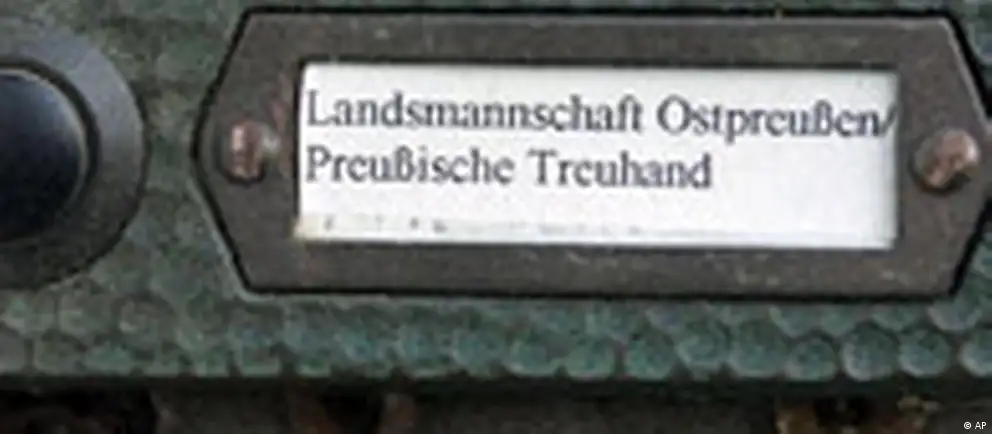 Landsmannschaft Ostpreußen/
Preußische Treuhand
© AP